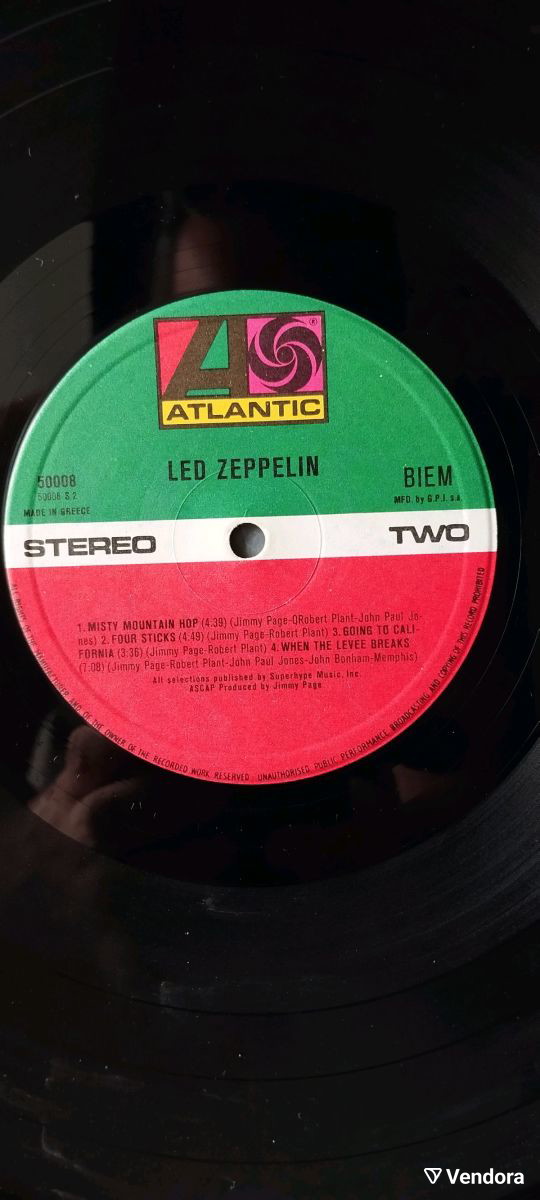 ATLANTIC
®
LED ZEPPELIN
50008
50008 S 2
MADE IN GREECE
BIEM
MFD. by G.P.I. s.a.
STEREO
TWO
1. MISTY MOUNTAIN HOP (4:39) (Jimmy Page-QRobert Plant-John Paul Jo-
nes) 2. FOUR STICKS (4:49) (Jimmy Page-Robert Plant) 3. GOING TO CALI-
FORNIA (3:36) (Jimmy Page-Robert Plant) 4. WHEN THE LEVEE BREAKS
(7:08) (Jimmy Page-Robert Plant-John Paul Jones-John Bonham-Memphis)
All selections published by Superhype Music, Inc.
ASCAP Produced by Jimmy Page
AND OF THE OWNER OF THE RECORDED WORK RESERVED UNAUTHORISED PUBLIC PERFORMANCE BROADCASTING AND COPYING OF THIS RECORD PROHIBITED
Vendora